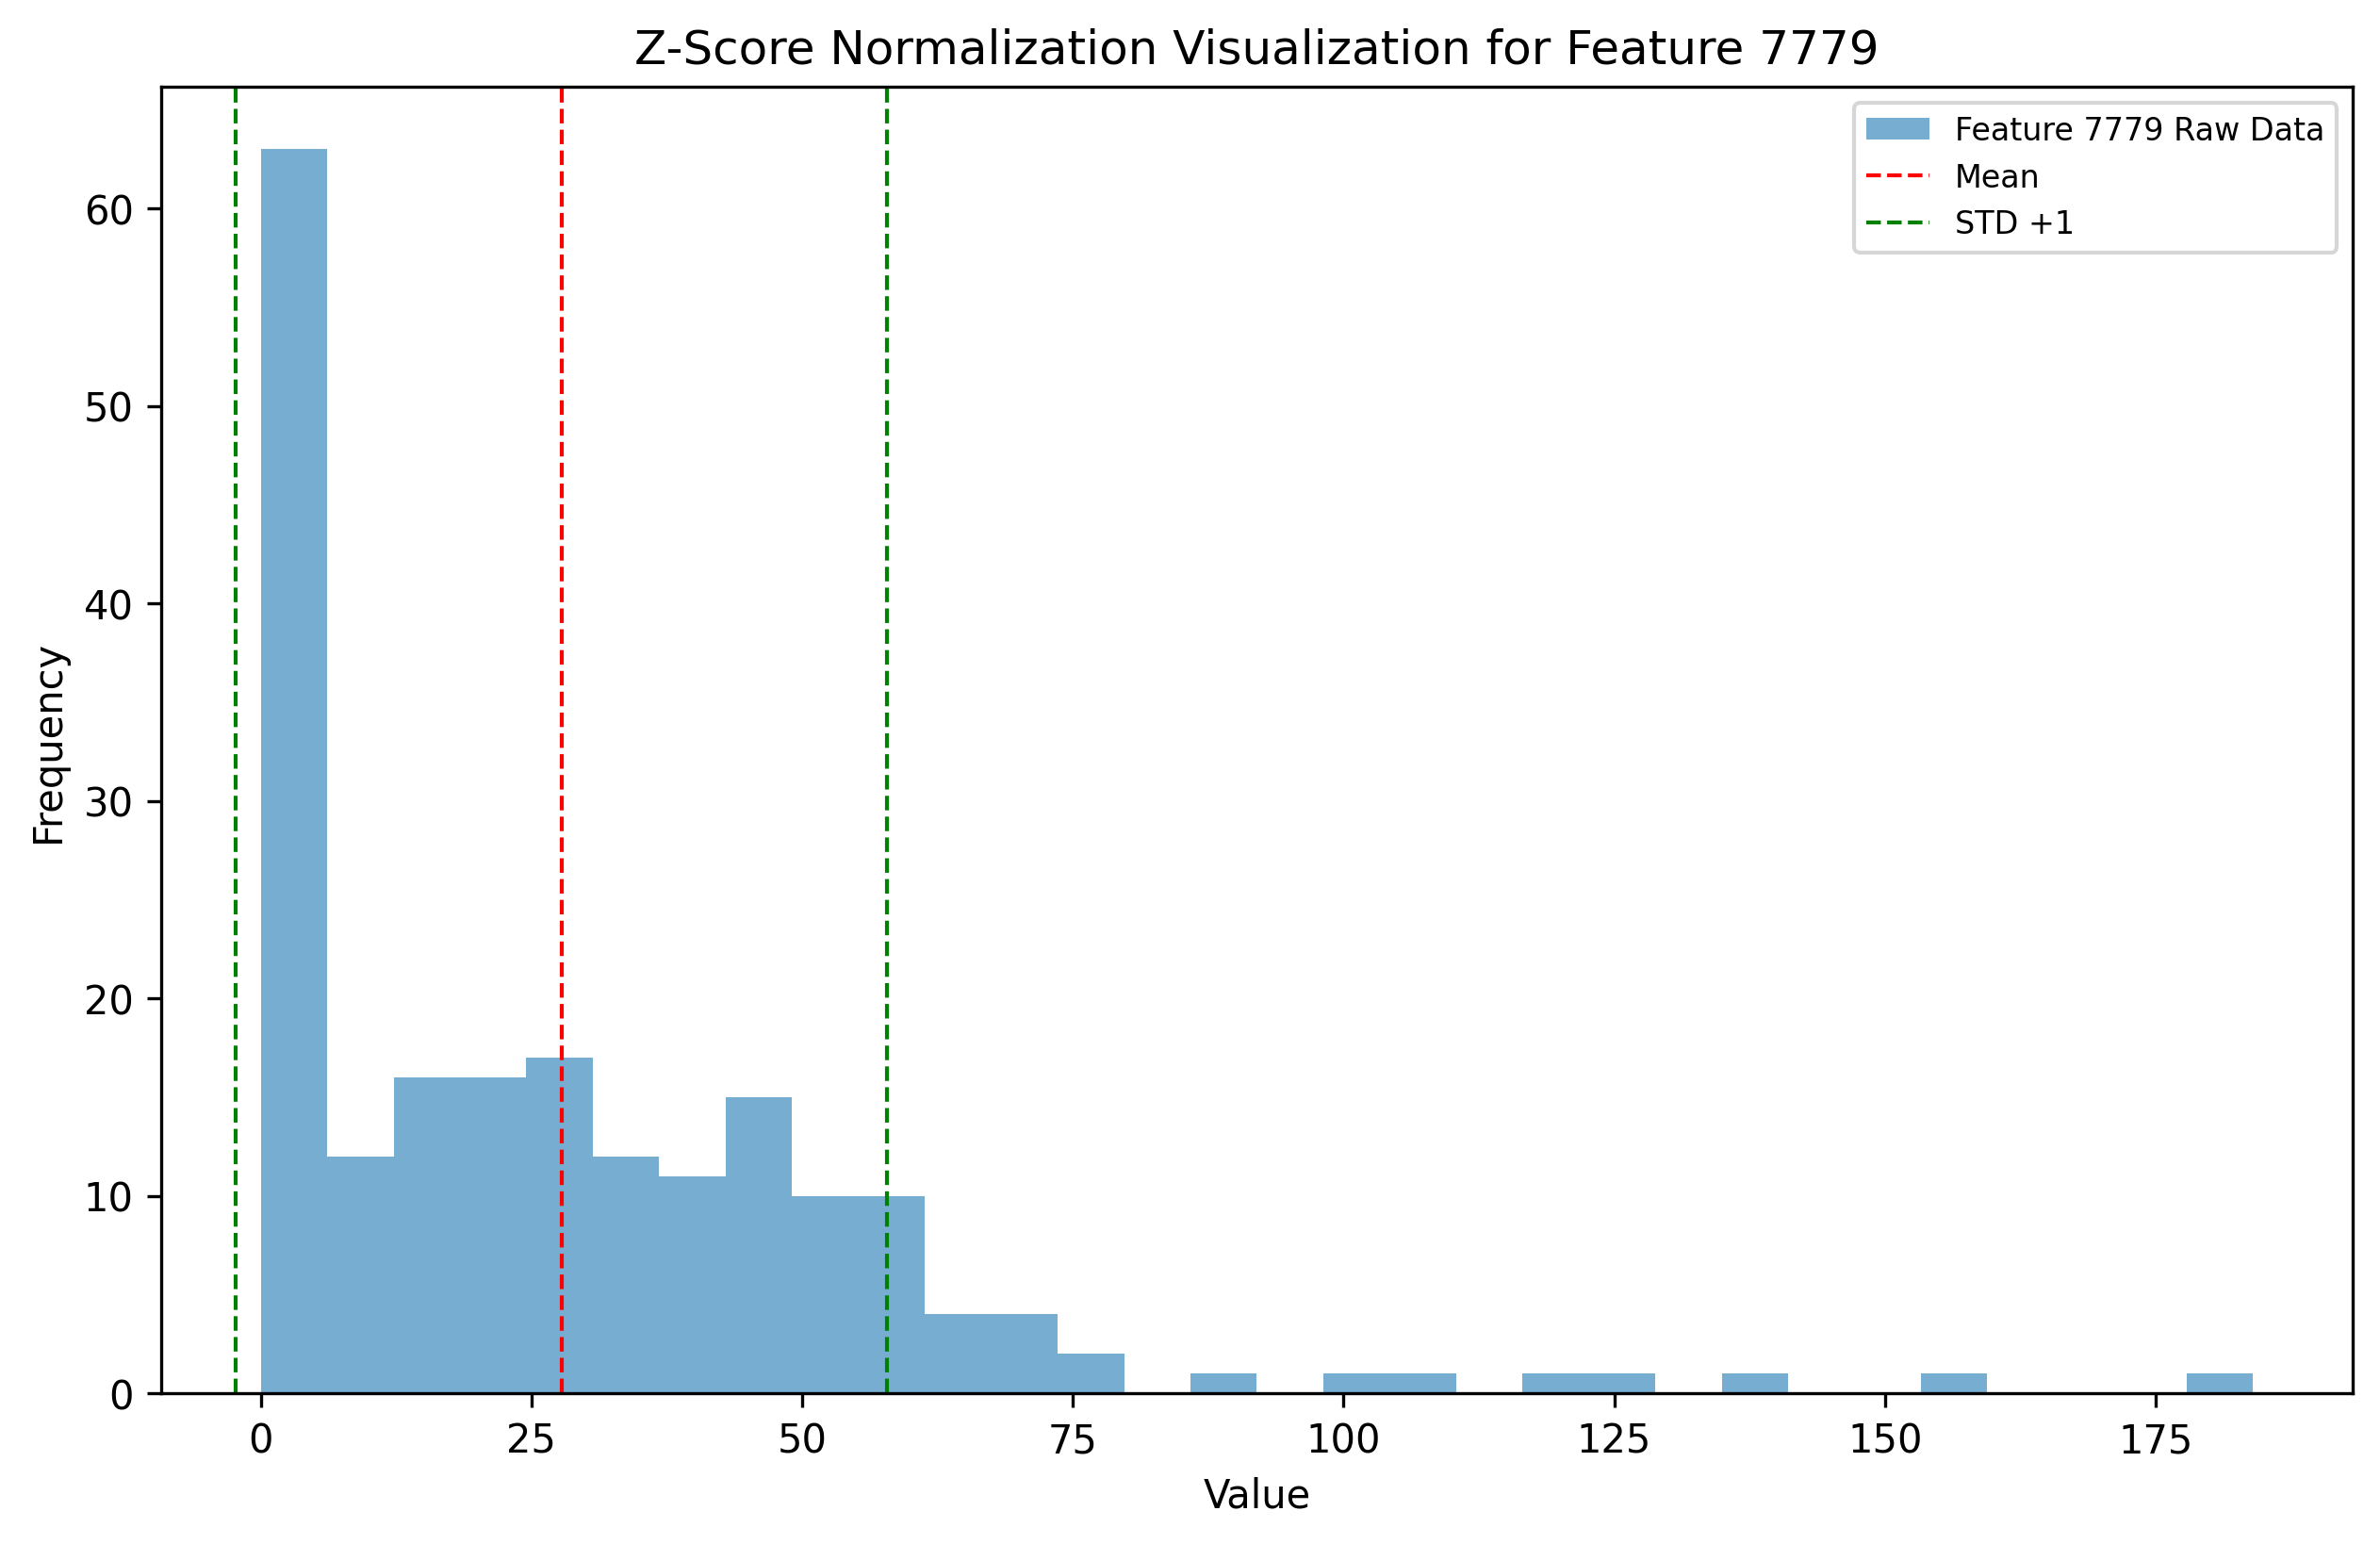 Z-Score Normalization Visualization for Feature 7779
Feature 7779 Raw Data
Mean
STD +1
Frequency
60
50
40
30
20
10
0
0 25 50 75 100 125 150 175
Value